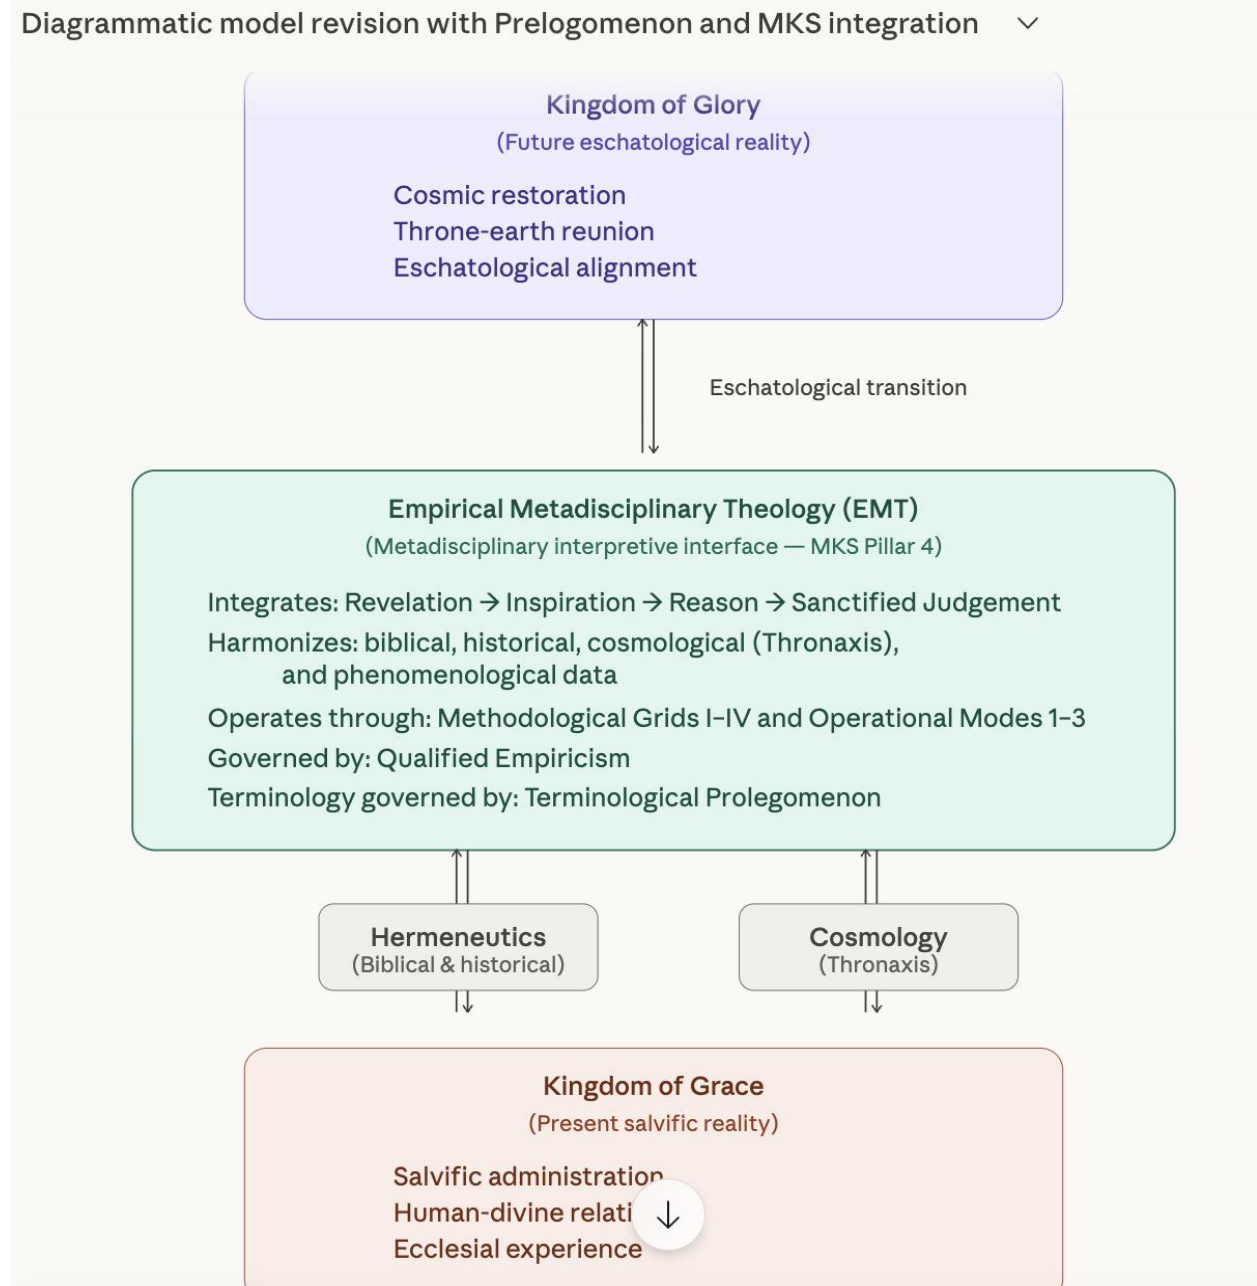 Diagrammatic model revision with Prelogomenon and MKS integration
Kingdom of Glory
(Future eschatological reality)
Cosmic restoration
Throne-earth reunion
Eschatological alignment
Eschatological transition
Empirical Metadisciplinary Theology (EMT)
(Metadisciplinary interpretive interface — MKS Pillar 4)
Integrates: Revelation → Inspiration → Reason → Sanctified Judgement
Harmonizes: biblical, historical, cosmological (Thronaxis),
and phenomenological data
Operates through: Methodological Grids I–IV and Operational Modes 1–3
Governed by: Qualified Empiricism
Terminology governed by: Terminological Prolegomenon
Hermeneutics
(Biblical & historical)
Cosmology
(Thronaxis)
Kingdom of Grace
(Present salvific reality)
Salvific administration
Human-divine
Ecclesial experience